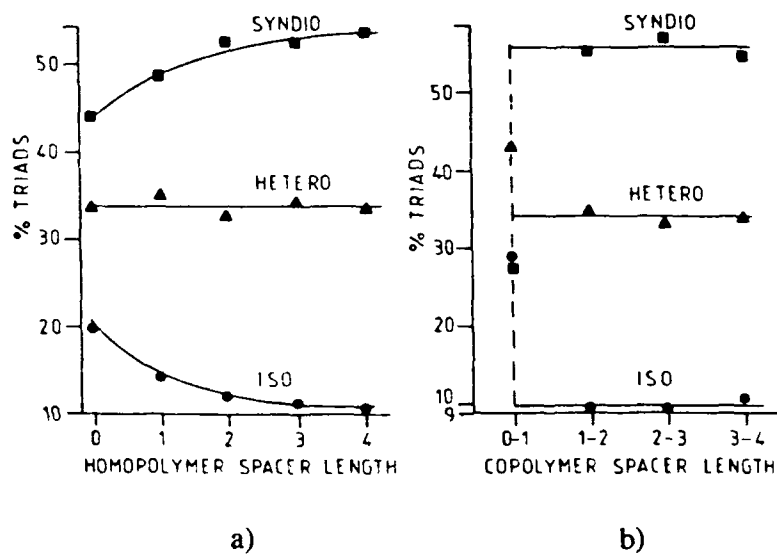 SYNDIO
50
40
30
20
10
% TRIADS
HETERO
ISO
0 1 2 3 4
HOMOPOLYMER SPACER LENGTH
a)
SYNDIO
50
40
30
20
10
9
% TRIADS
HETERO
ISO
0-1 1-2 2-3 3-4
COPOLYMER SPACER LENGTH
b)